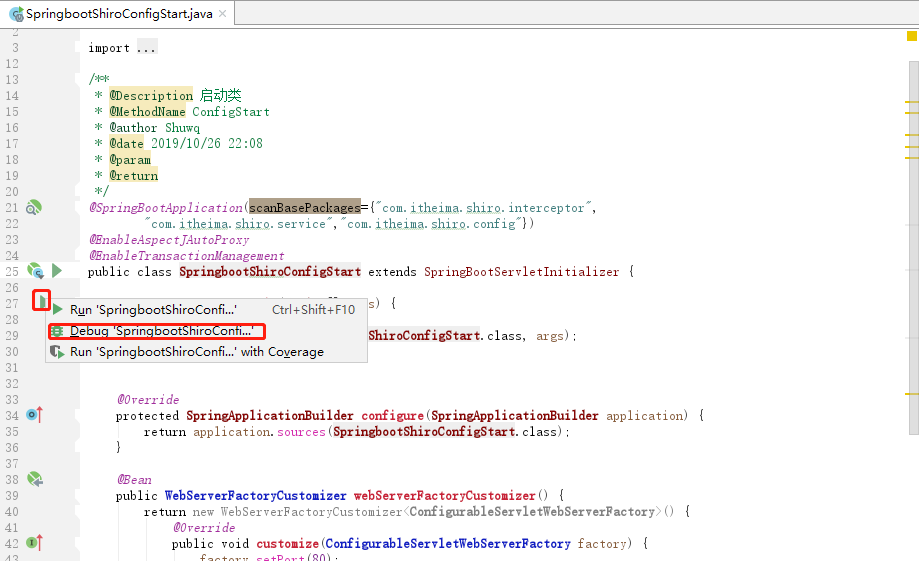 SpringbootShiroConfigStart.java
2
3 import ...
12
13 /**
14 * @Description 启动类
15 * @MethodName ConfigStart
16 * @author Shuwq
17 * @date 2019/10/26 22:08
18 * @param
19 * @return
20 */
21 @SpringBootApplication(scanBasePackages={"com.itheima.shiro.interceptor",
22 "com.itheima.shiro.service","com.itheima.shiro.config"})
23 @EnableAspectJAutoProxy
24 @EnableTransactionManagement
25 public class SpringbootShiroConfigStart extends SpringBootServletInitializer {
26
27 s) {
28 Run 'SpringbootShiroConfi...' Ctrl+Shift+F10
29 Debug 'SpringbootShiroConfi...' ShiroConfigStart.class, args);
30 Run 'SpringbootShiroConfi...' with Coverage
31
32
33 @Override
34 protected SpringApplicationBuilder configure(SpringApplicationBuilder application) {
35 return application.sources(SpringbootShiroConfigStart.class);
36 }
37
38 @Bean
39 public WebServerFactoryCustomizer webServerFactoryCustomizer() {
40 return new WebServerFactoryCustomizer<ConfigurableServletWebServerFactory>() {
41 @Override
42 public void customize(ConfigurableServletWebServerFactory factory) {
43 factory.setPort(80);